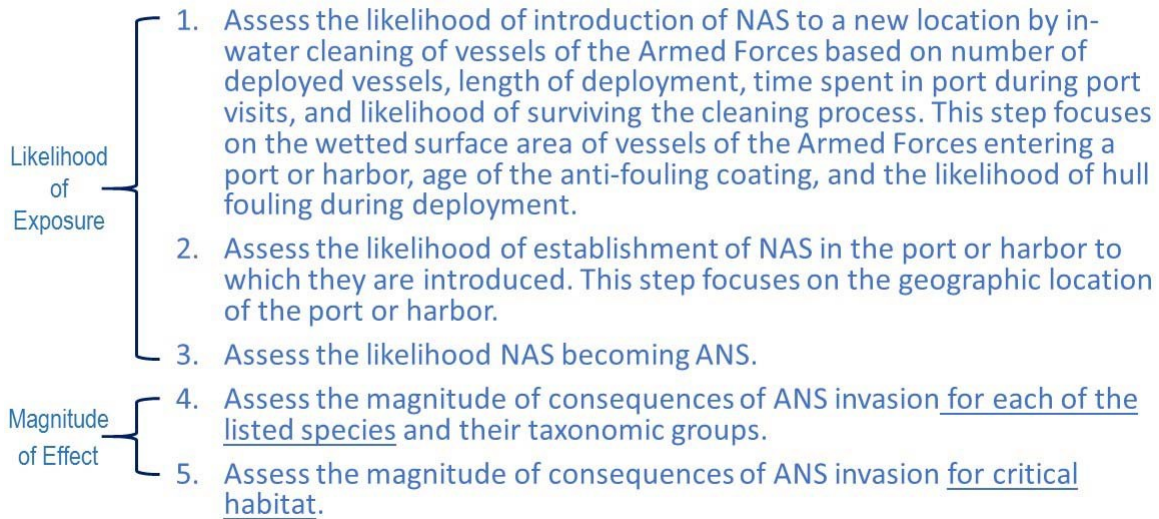 Likelihood
of
Exposure
1. Assess the likelihood of introduction of NAS to a new location by in-
water cleaning of vessels of the Armed Forces based on number of
deployed vessels, length of deployment, time spent in port during port
visits, and likelihood of surviving the cleaning process. This step focuses
on the wetted surface area of vessels of the Armed Forces entering a
port or harbor, age of the anti-fouling coating, and the likelihood of hull
fouling during deployment.
2. Assess the likelihood of establishment of NAS in the port or harbor to
which they are introduced. This step focuses on the geographic location
of the port or harbor.
3. Assess the likelihood NAS becoming ANS.
Magnitude
of Effect
4. Assess the magnitude of consequences of ANS invasion for each of the
listed species and their taxonomic groups.
5. Assess the magnitude of consequences of ANS invasion for critical
habitat.